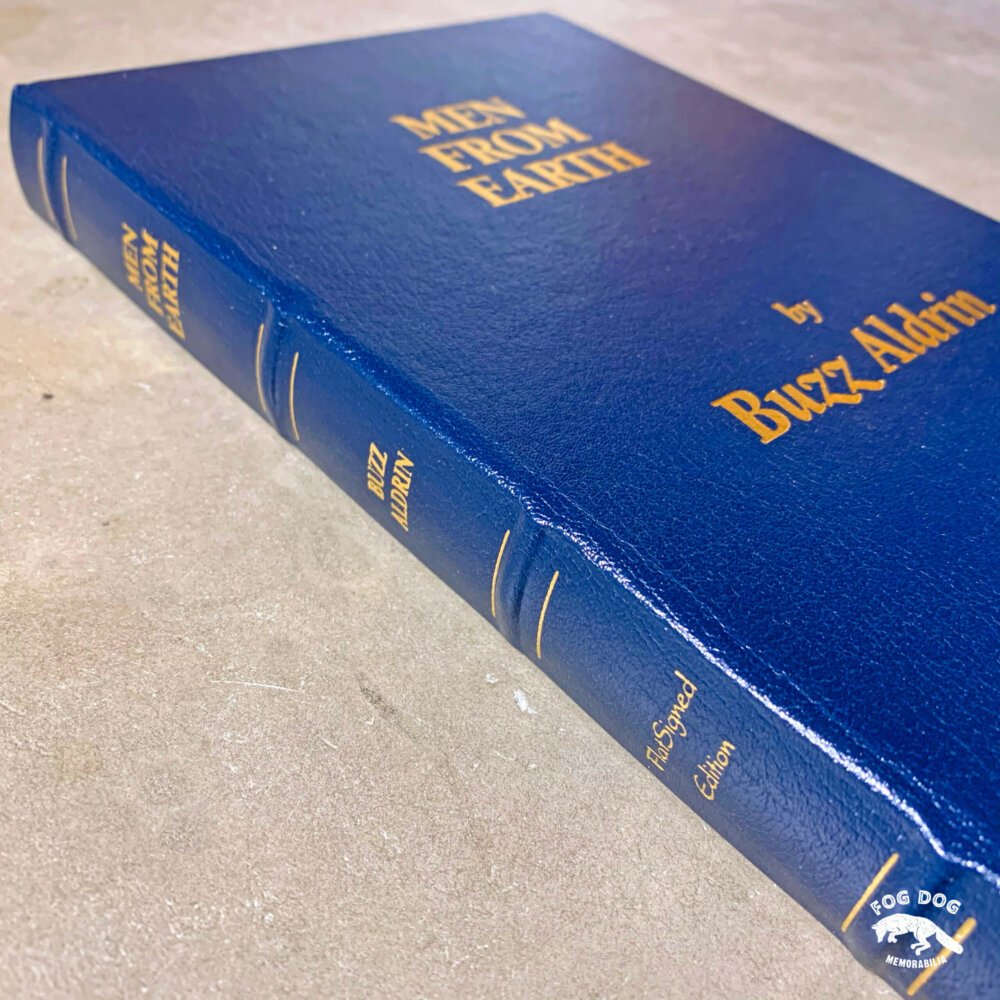 MEN
FROM
EARTH
by
Buzz Aldrin
MEN
FROM
EARTH
BUZZ
ALDRIN
FlatSigned
Edition
FOG DOG
MEMORABILIA